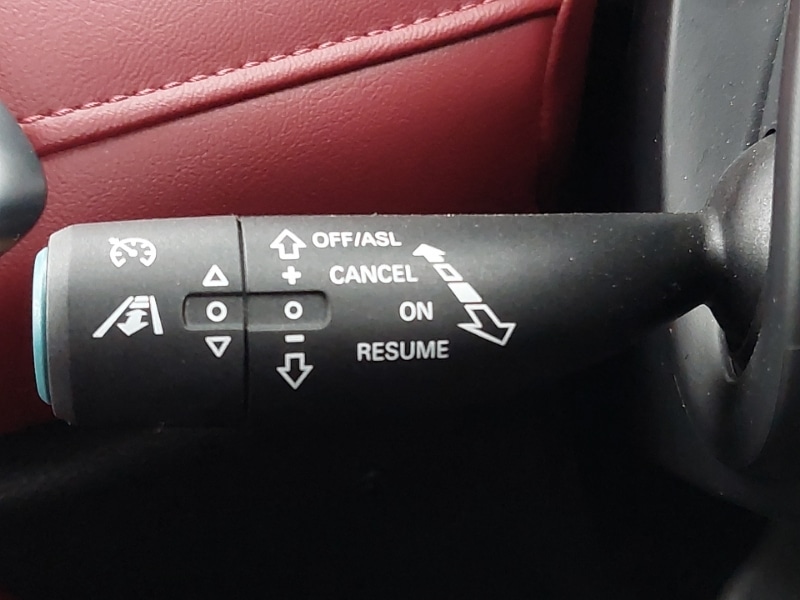 OFF/ASL
+ CANCEL
ON
-
RESUME